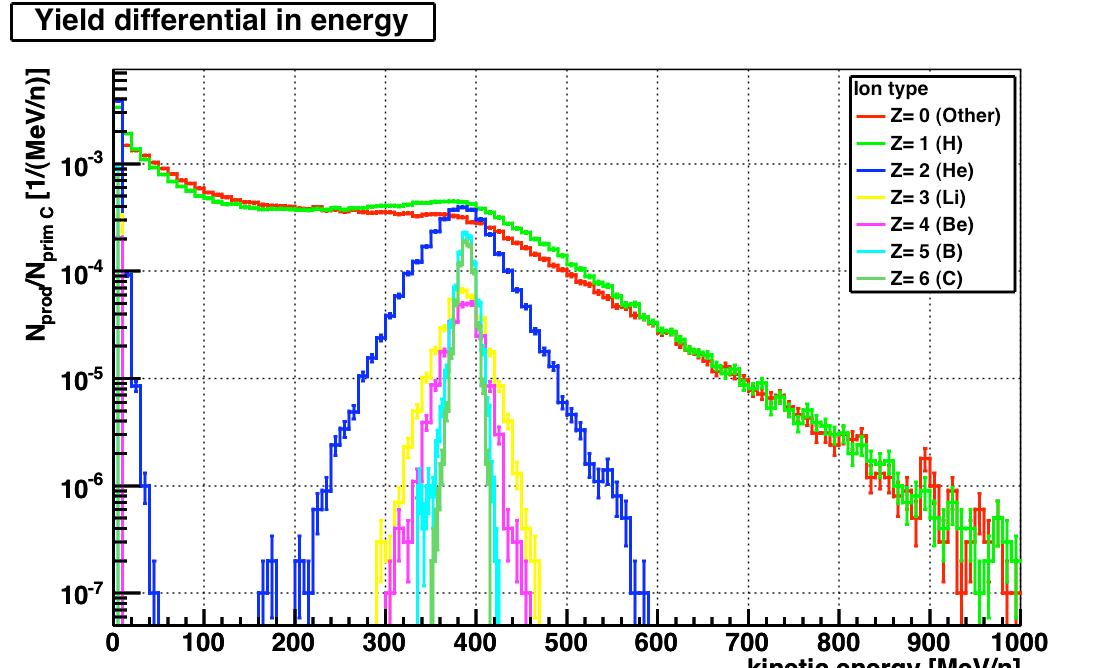 Yield differential in energy
N_prod/N_prim C [1/(MeV/n)]
10^-3
10^-4
10^-5
10^-6
10^-7
Ion type
Z= 0 (Other)
Z= 1 (H)
Z= 2 (He)
Z= 3 (Li)
Z= 4 (Be)
Z= 5 (B)
Z= 6 (C)
0 100 200 300 400 500 600 700 800 900 1000
kinetic energy [MeV/n]